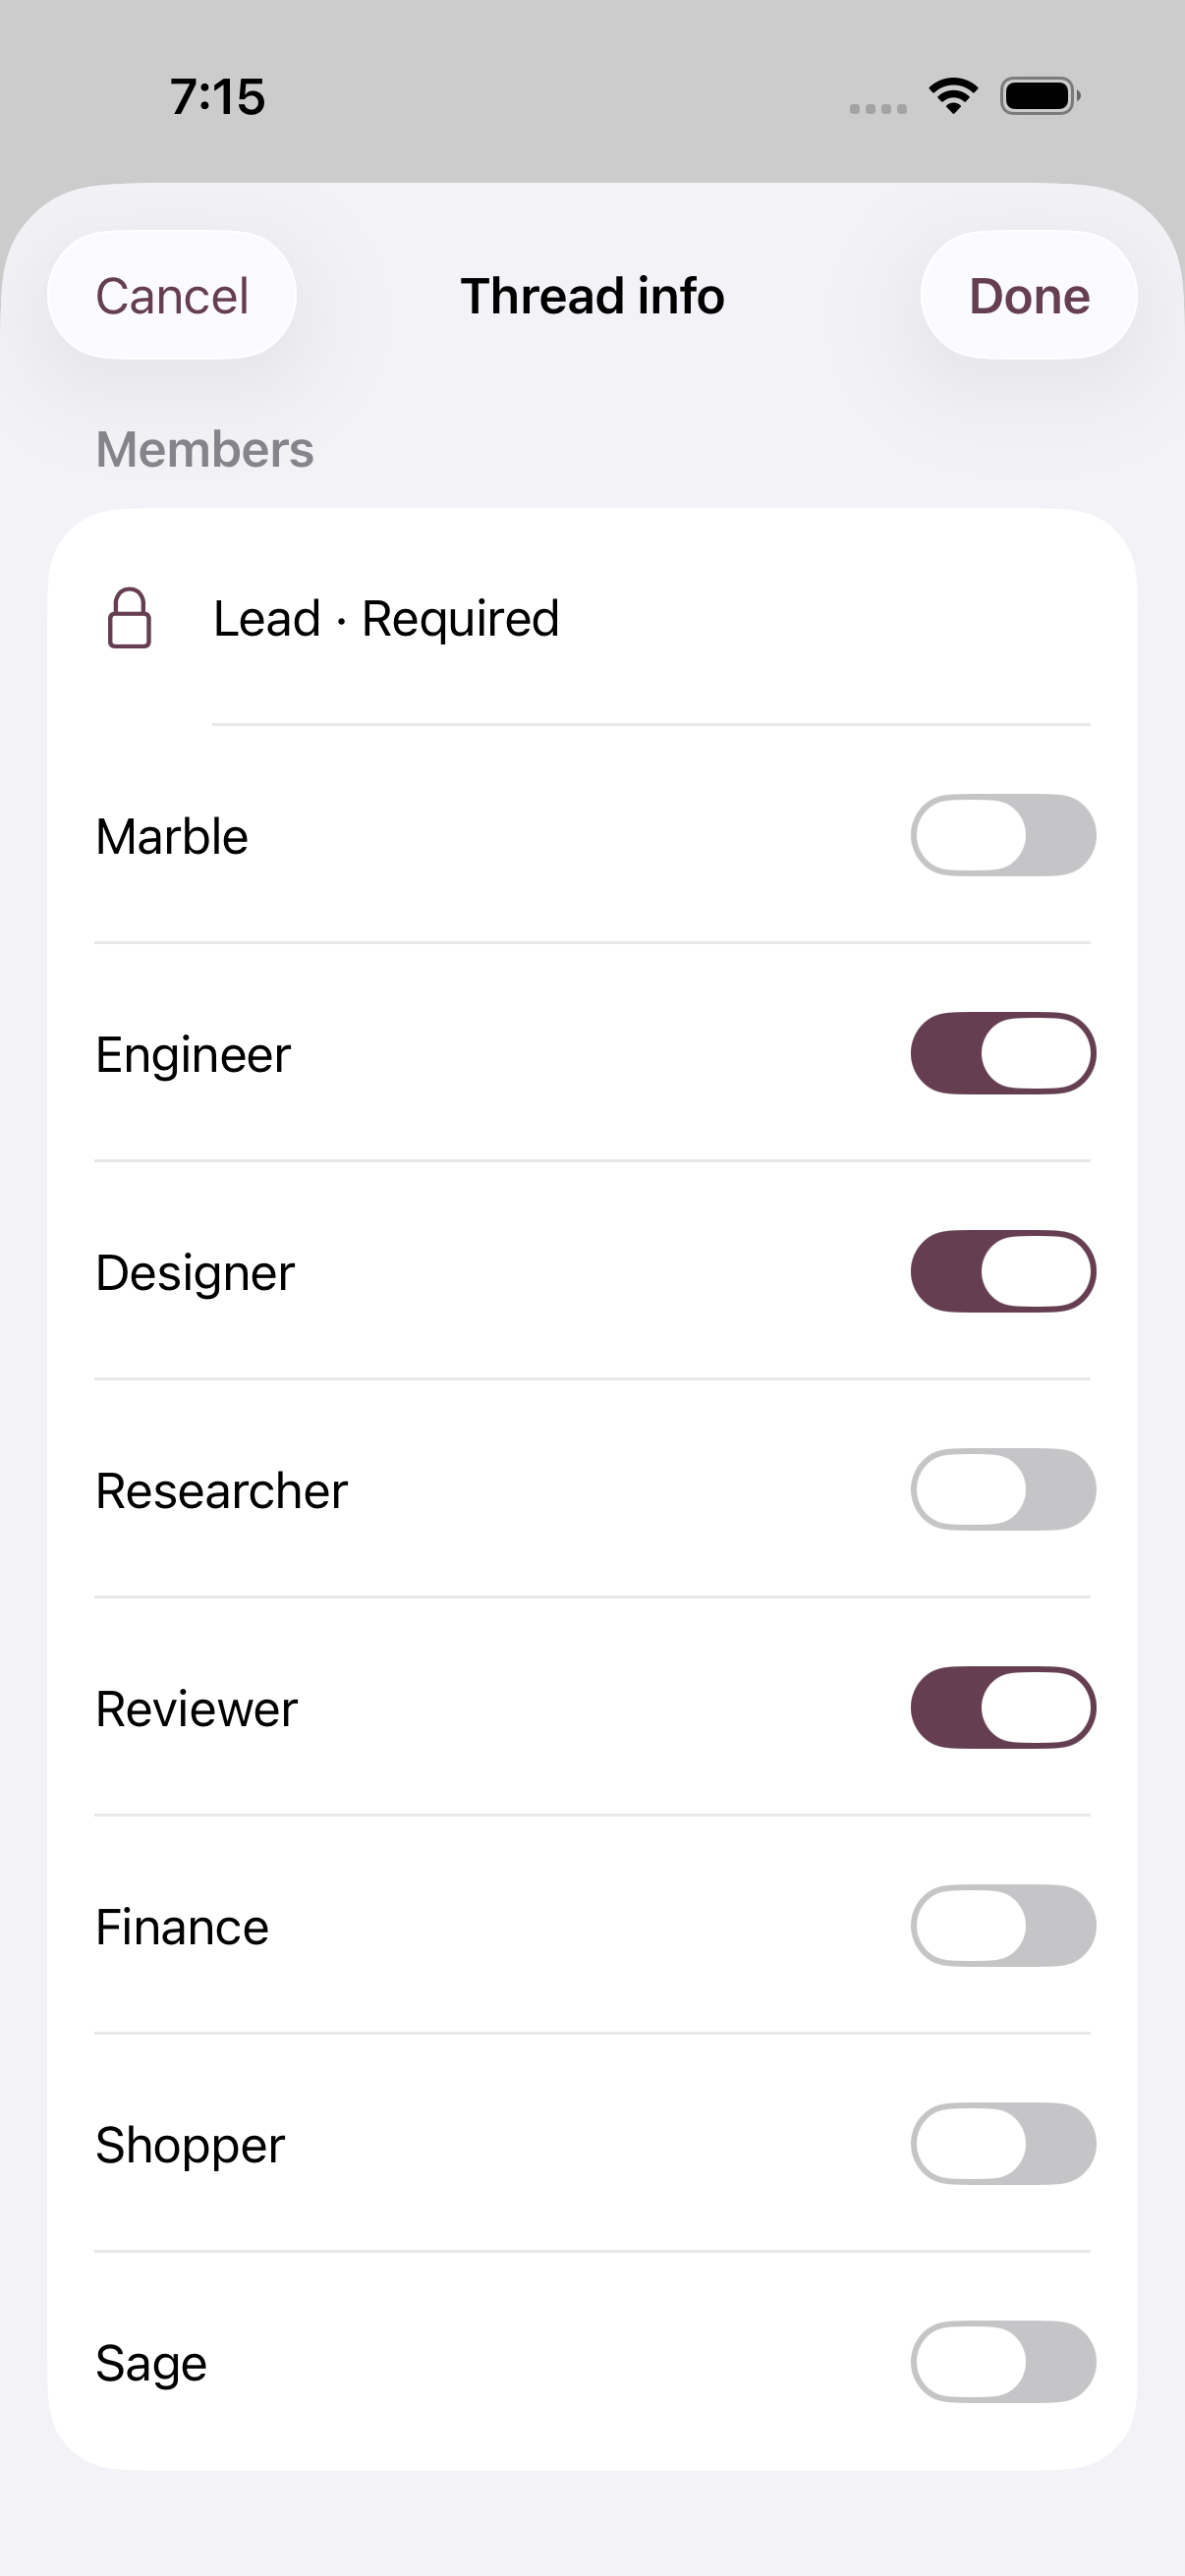 7:15
Cancel
Thread info
Done
Members
Lead · Required
Marble
Engineer
Designer
Researcher
Reviewer
Finance
Shopper
Sage